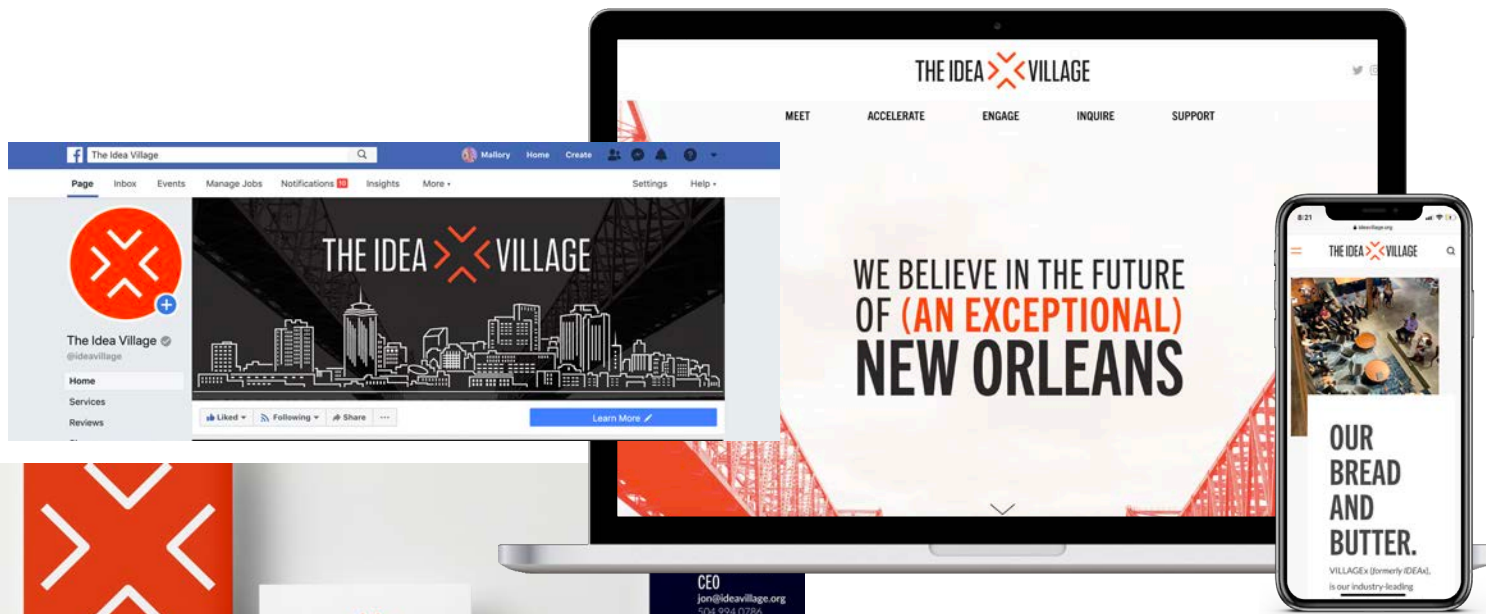 THE IDEA VILLAGE
MEET ACCELERATE ENGAGE INQUIRE SUPPORT
WE BELIEVE IN THE FUTURE
OF (AN EXCEPTIONAL)
NEW ORLEANS
The Idea Village
Mallory Home Create
Page Inbox Events Manage Jobs Notifications 10 Insights More Settings Help
THE IDEA VILLAGE
The Idea Village
@ideavillage
Home
Services
Reviews
Liked Following Share ... Learn More
8:21
ideavillage.org
THE IDEA VILLAGE
OUR
BREAD
AND
BUTTER.
VILLAGEx (formerly IDEAx),
is our industry-leading
CEO
jon@ideavillage.org
504.994.0786